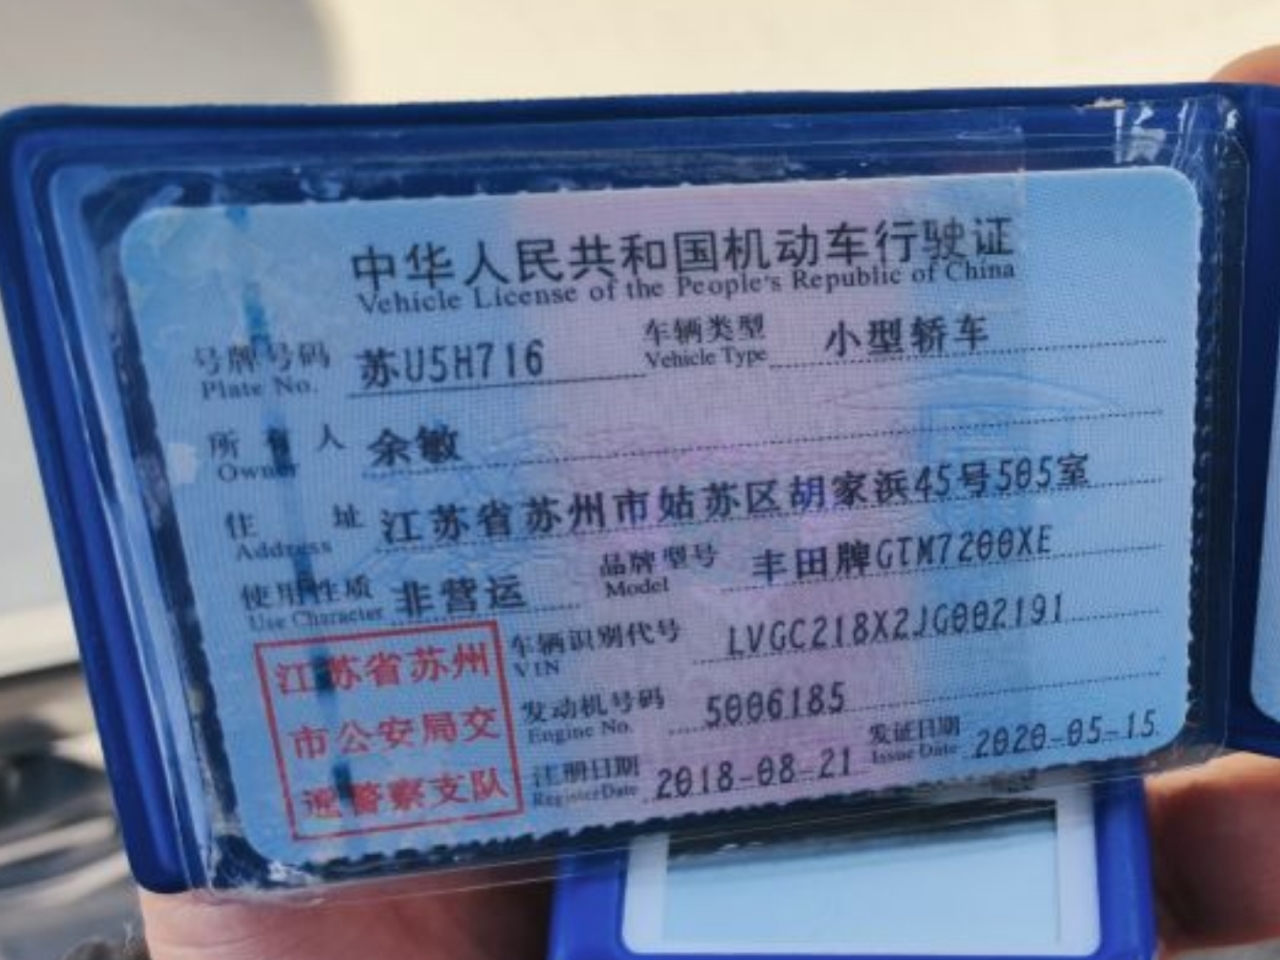 中华人民共和国机动车行驶证
Vehicle License of the People's Republic of China
号牌号码 苏U5H716 车辆类型 小型轿车
Plate No. Vehicle Type
所有人 余敏
Owner
住址 江苏省苏州市姑苏区胡家浜45号505室
Address
使用性质 非营运 品牌型号 丰田牌GTM7200XE
Use Character Model
车辆识别代号 LVGC218X2JG002191
VIN
发动机号码 5006185
Engine No.
注册日期 2018-08-21 发证日期 2020-05-15
RegisterDate Issue Date
江苏省苏州
市公安局交
通警察支队